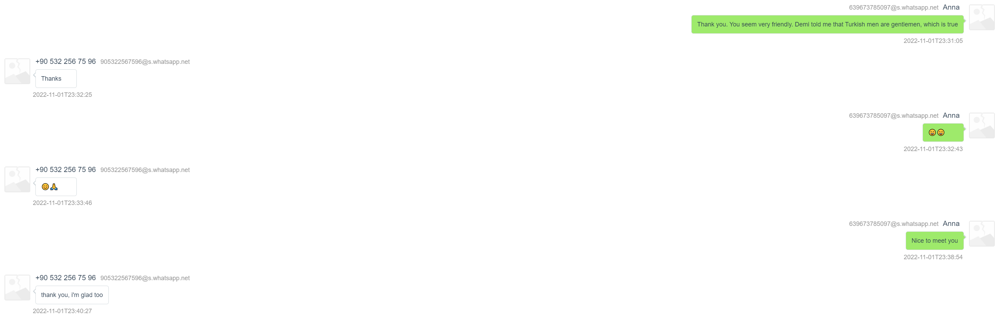 639673785097@s.whatsapp.net Anna
Thank you. You seem very friendly. Demi told me that Turkish men are gentlemen, which is true
2022-11-01T23:31:05
+90 532 256 75 96 905322567596@s.whatsapp.net
Thanks
2022-11-01T23:32:25
639673785097@s.whatsapp.net Anna
😄😄
2022-11-01T23:32:43
+90 532 256 75 96 905322567596@s.whatsapp.net
😊🙏
2022-11-01T23:33:46
639673785097@s.whatsapp.net Anna
Nice to meet you
2022-11-01T23:38:54
+90 532 256 75 96 905322567596@s.whatsapp.net
thank you, i'm glad too
2022-11-01T23:40:27